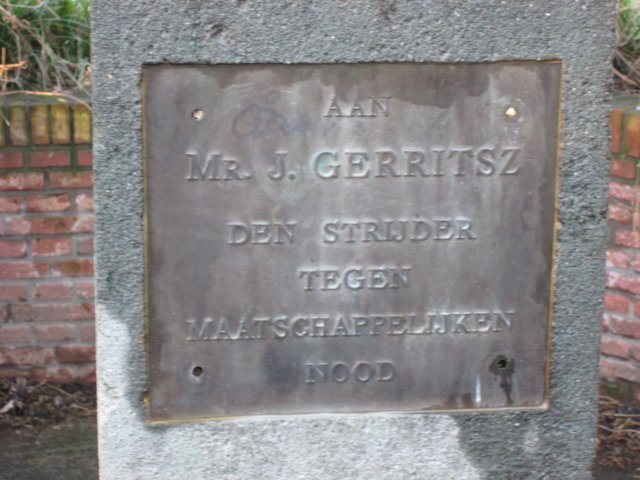 AAN
MR. J. GERRITSZ
DEN STRIJDER
TEGEN
MAATSCHAPPELIJKEN
NOOD